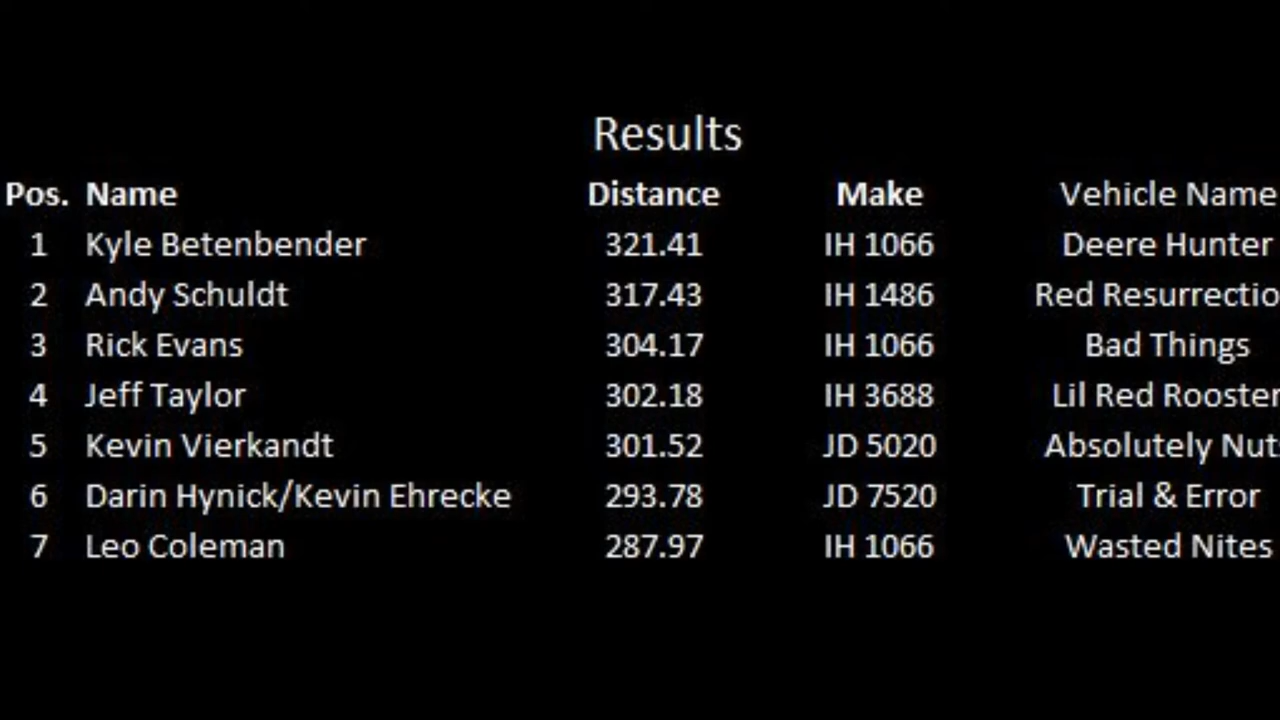 Results
Pos. Name Distance Make Vehicle Name
1 Kyle Betenbender 321.41 IH 1066 Deere Hunter
2 Andy Schuldt 317.43 IH 1486 Red Resurrectio
3 Rick Evans 304.17 IH 1066 Bad Things
4 Jeff Taylor 302.18 IH 3688 Lil Red Rooster
5 Kevin Vierkandt 301.52 JD 5020 Absolutely Nut
6 Darin Hynick/Kevin Ehrecke 293.78 JD 7520 Trial & Error
7 Leo Coleman 287.97 IH 1066 Wasted Nites